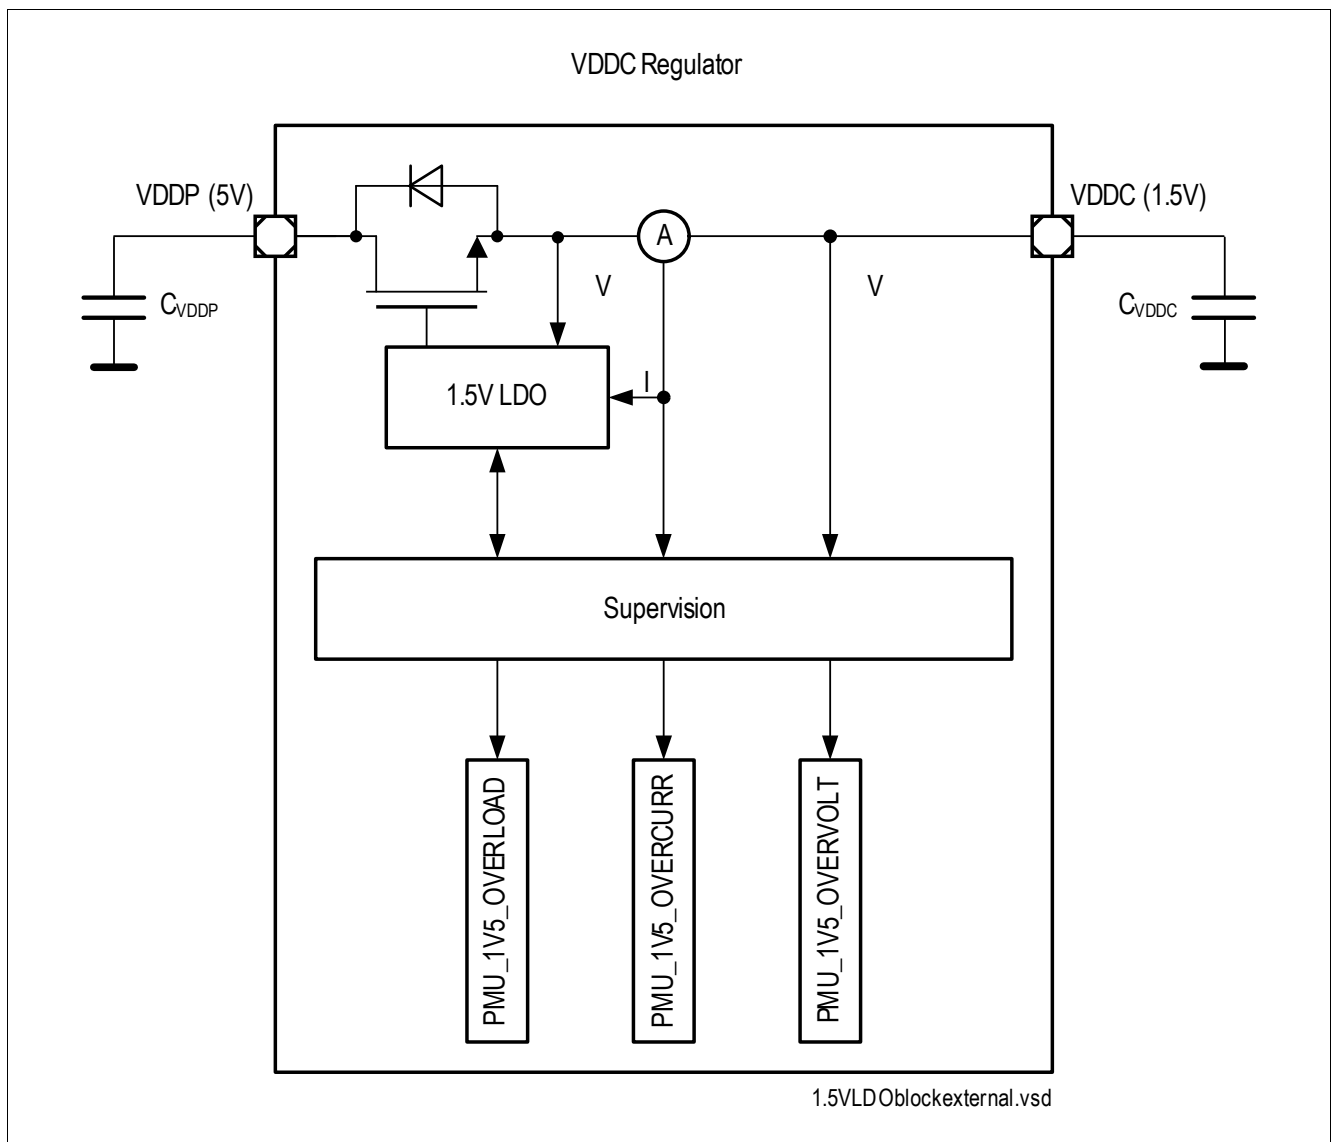 VDDC Regulator
VDDP (5V)
VDDC (1.5V)
A
V
V
CVDDP
CVDDC
I
1.5V LDO
Supervision
PMU_1V5_OVERLOAD
PMU_1V5_OVERCURR
PMU_1V5_OVERVOLT
1.5VLDOblockexternal.vsd